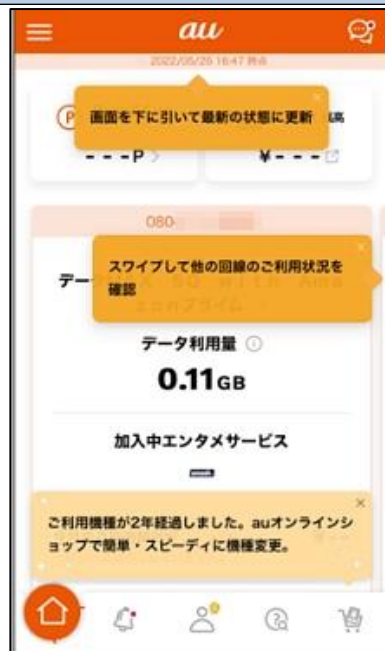 au
2022/05/26 16:47 時点
画面を下に引いて最新の状態に更新
P
高
- - -P
¥- - -
080-
スワイプして他の回線のご利用状況を
確認
デー
データ利用量
0.11GB
加入中エンタメサービス
ご利用機種が2年経過しました。auオンラインシ
ョップで簡単・スピーディに機種変更。